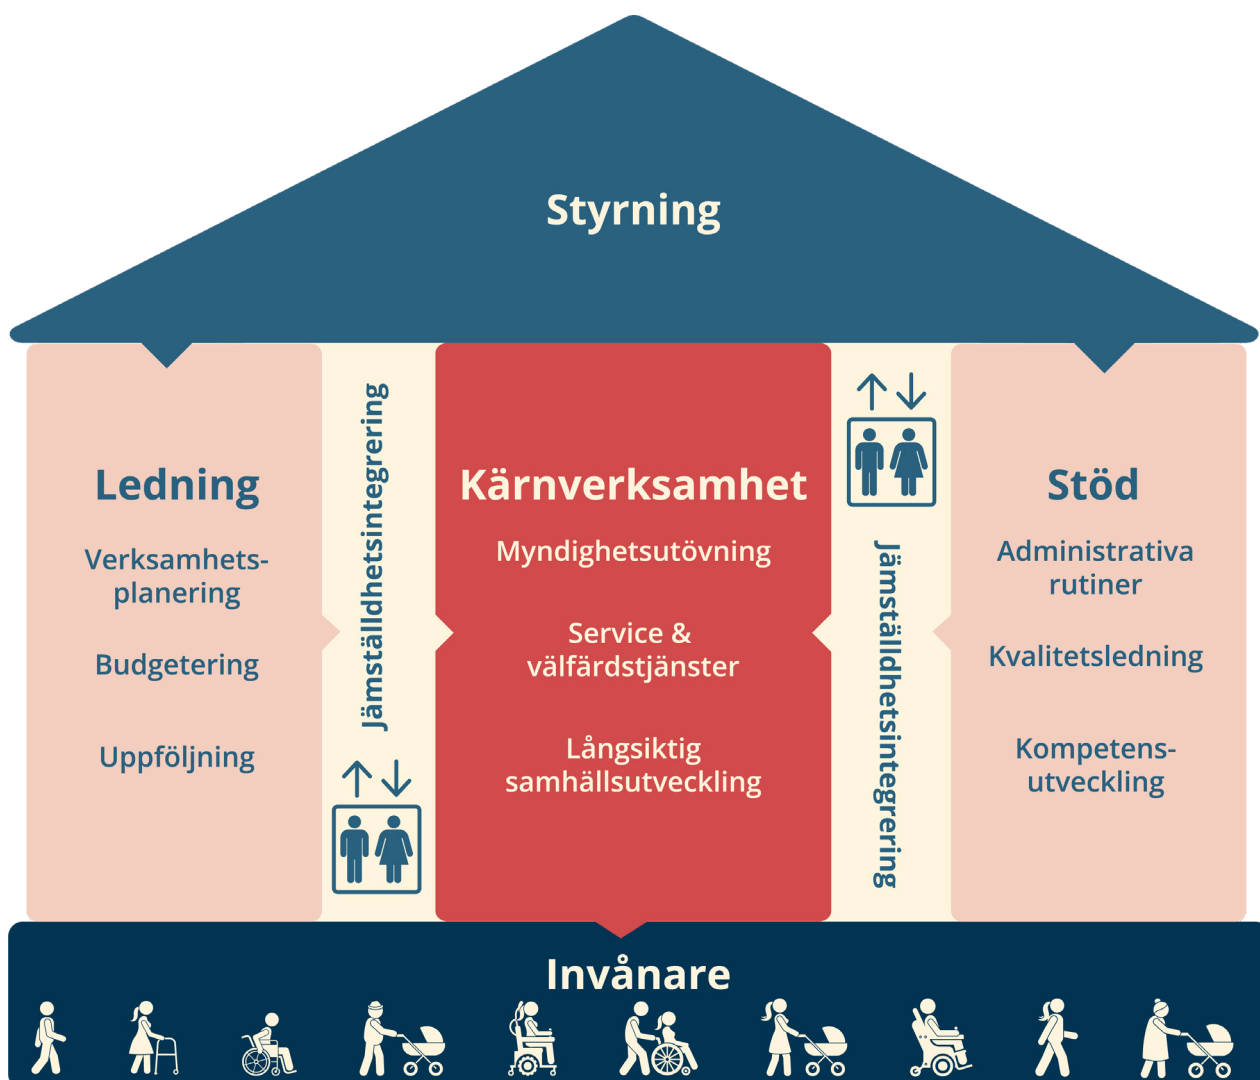 Styrning
Ledning
Verksamhets-
planering
Budgetering
Uppföljning
Jämställdhetsintegrering
Kärnverksamhet
Myndighetsutövning
Service &
välfärdstjänster
Långsiktig
samhällsutveckling
Jämställdhetsintegrering
Stöd
Administrativa
rutiner
Kvalitetsledning
Kompetens-
utveckling
Invånare